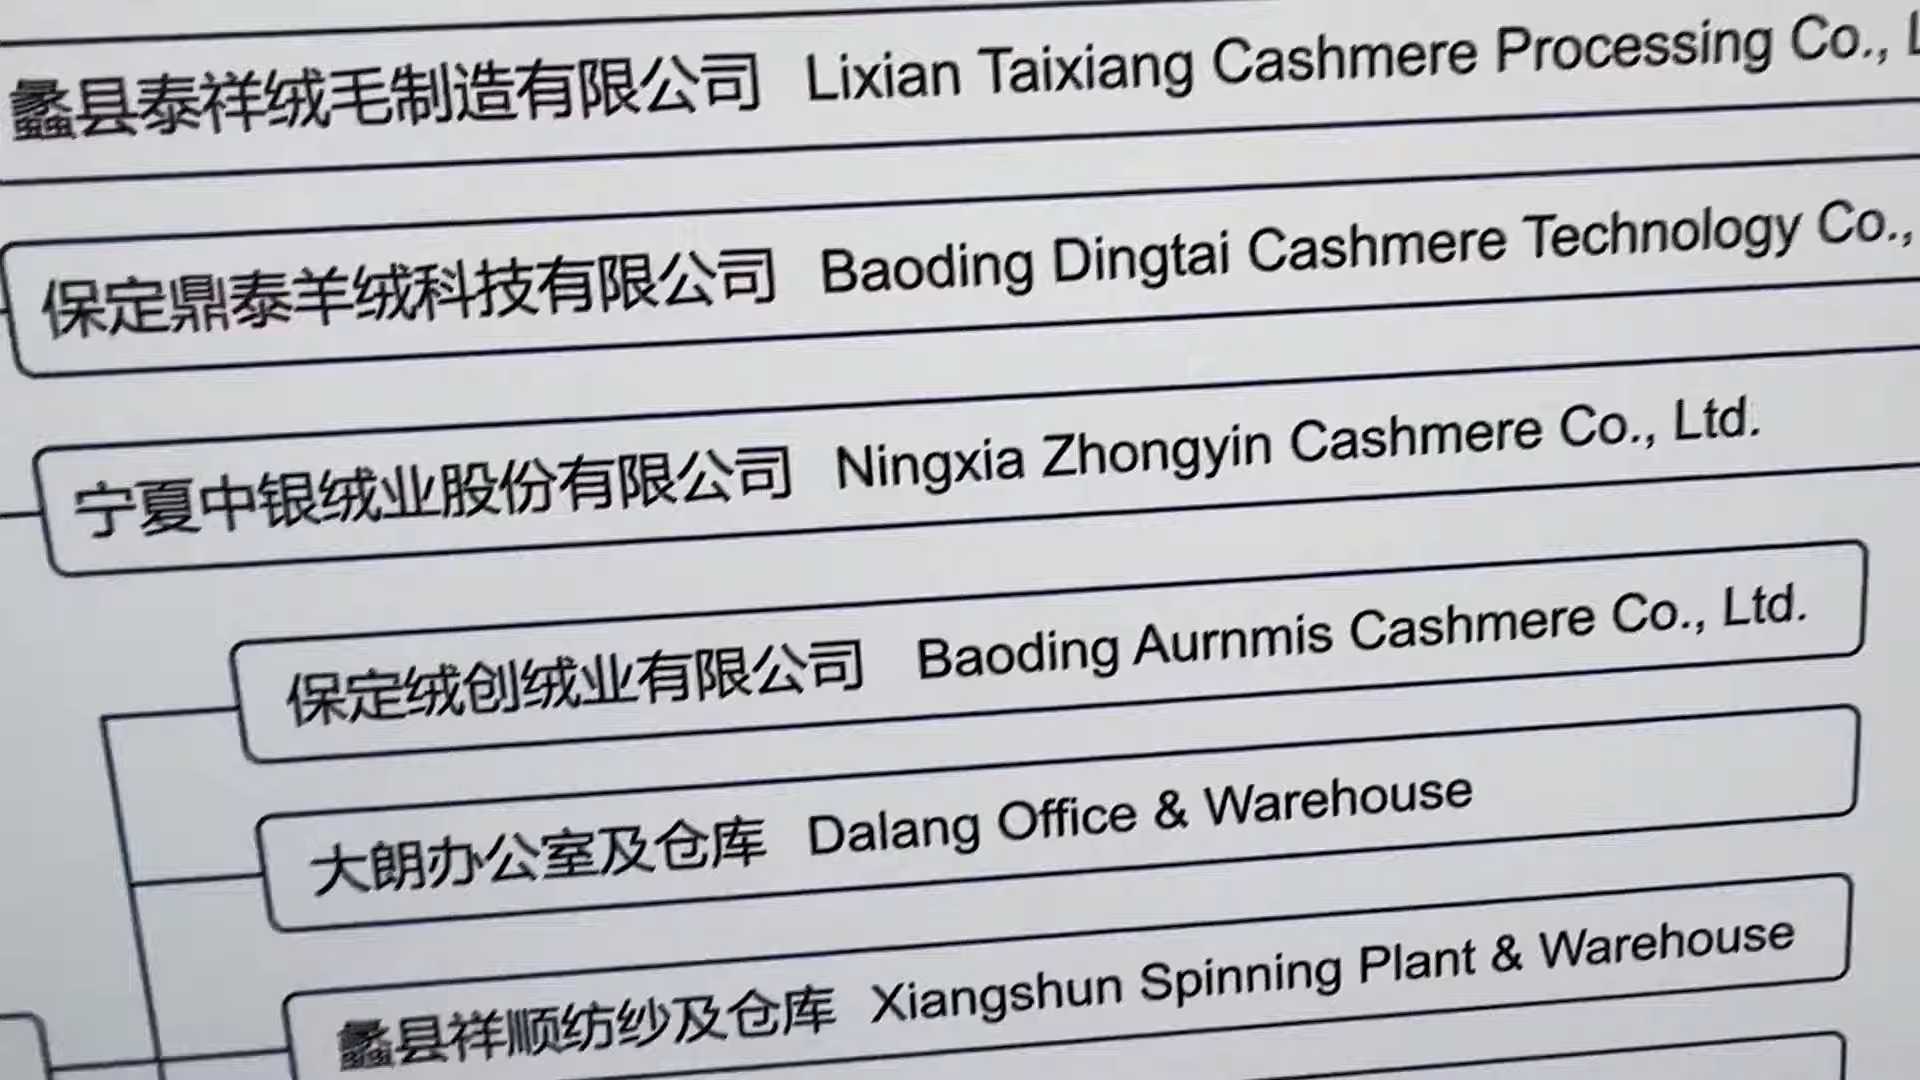 蠡县泰祥绒毛制造有限公司 Lixian Taixiang Cashmere Processing Co.,
保定鼎泰羊绒科技有限公司 Baoding Dingtai Cashmere Technology Co.,
宁夏中银绒业股份有限公司 Ningxia Zhongyin Cashmere Co., Ltd.
保定绒创绒业有限公司 Baoding Aurnmis Cashmere Co., Ltd.
大朗办公室及仓库 Dalang Office & Warehouse
蠡县祥顺纺纱及仓库 Xiangshun Spinning Plant & Warehouse